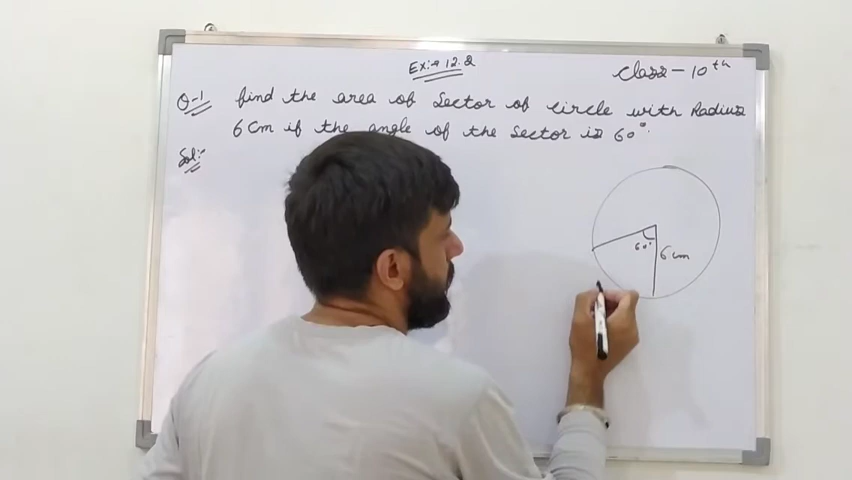 Ex:- 12.2
Class - 10th
Q-1 find the area of Sector of circle with Radius
6 cm if the angle of the sector is 60°.
Sol:-
60°
6 cm